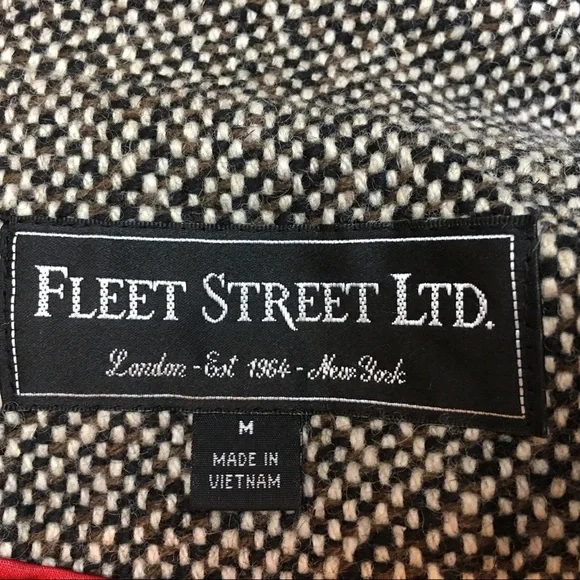 FLEET STREET LTD.
London - Est 1964 - New York
M
MADE IN
VIETNAM